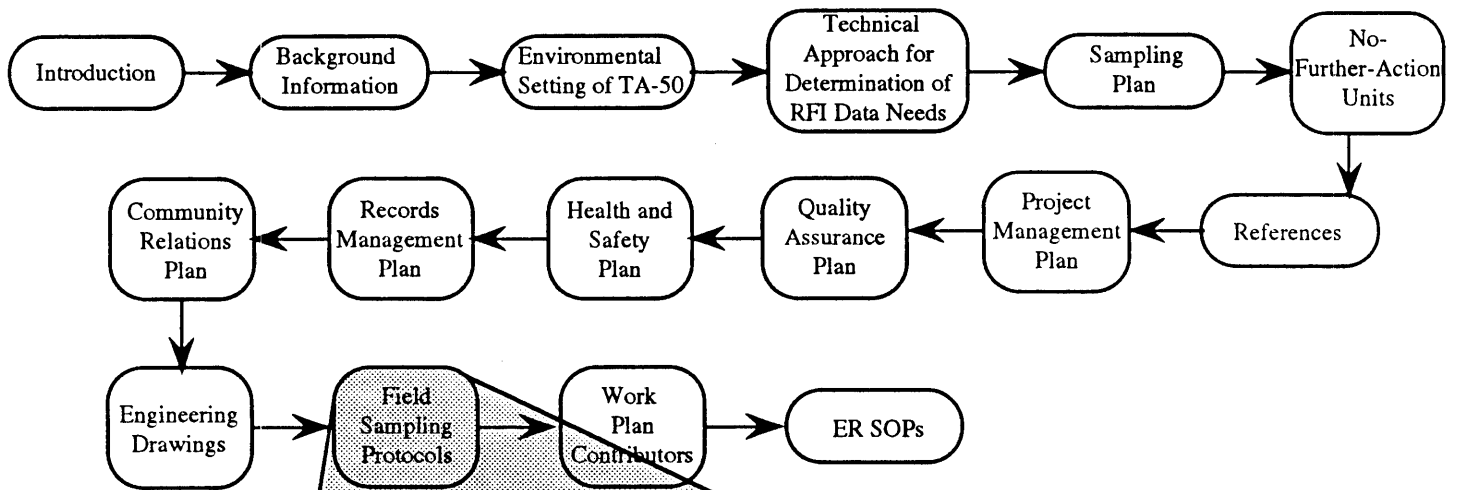 Introduction
Background
Information
Environmental
Setting of TA-50
Technical
Approach for
Determination of
RFI Data Needs
Sampling
Plan
No-
Further-Action
Units
References
Project
Management
Plan
Quality
Assurance
Plan
Health and
Safety
Plan
Records
Management
Plan
Community
Relations
Plan
Engineering
Drawings
Field
Sampling
Protocols
Work
Plan
Contributors
ER SOPs